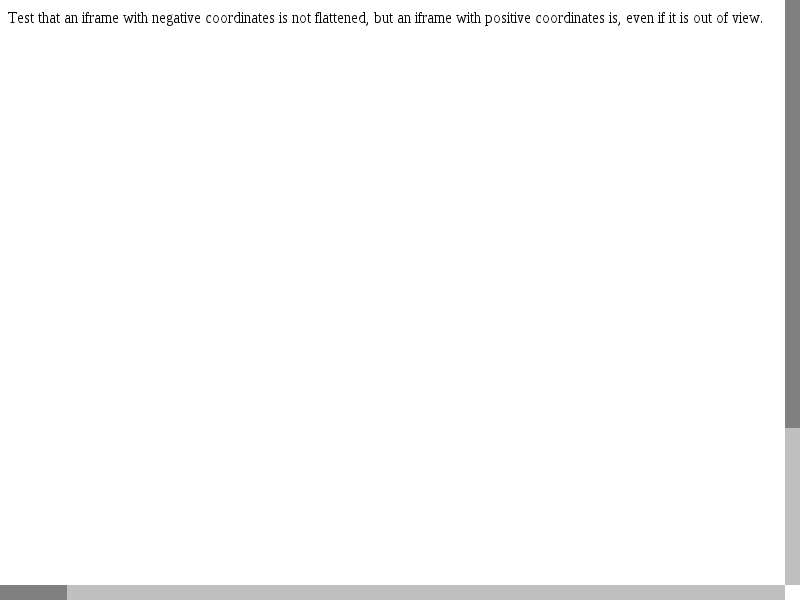 Test that an iframe with negative coordinates is not flattened, but an iframe with positive coordinates is, even if it is out of view.